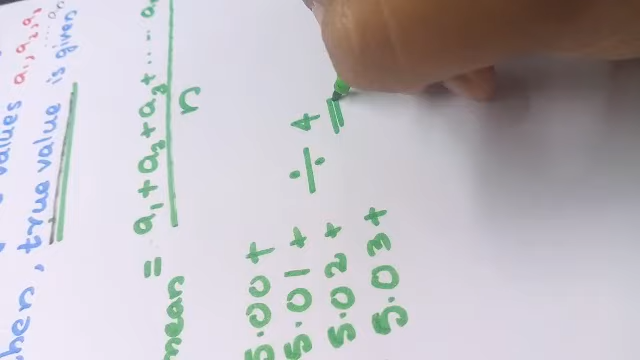 values a₁, a₂, a₃ ... aₙ
hen, true value is given
mean = a₁ + a₂ + a₃ + ... a
n
5.00 +
5.01 + ÷ 4 =
5.02 +
5.03 +